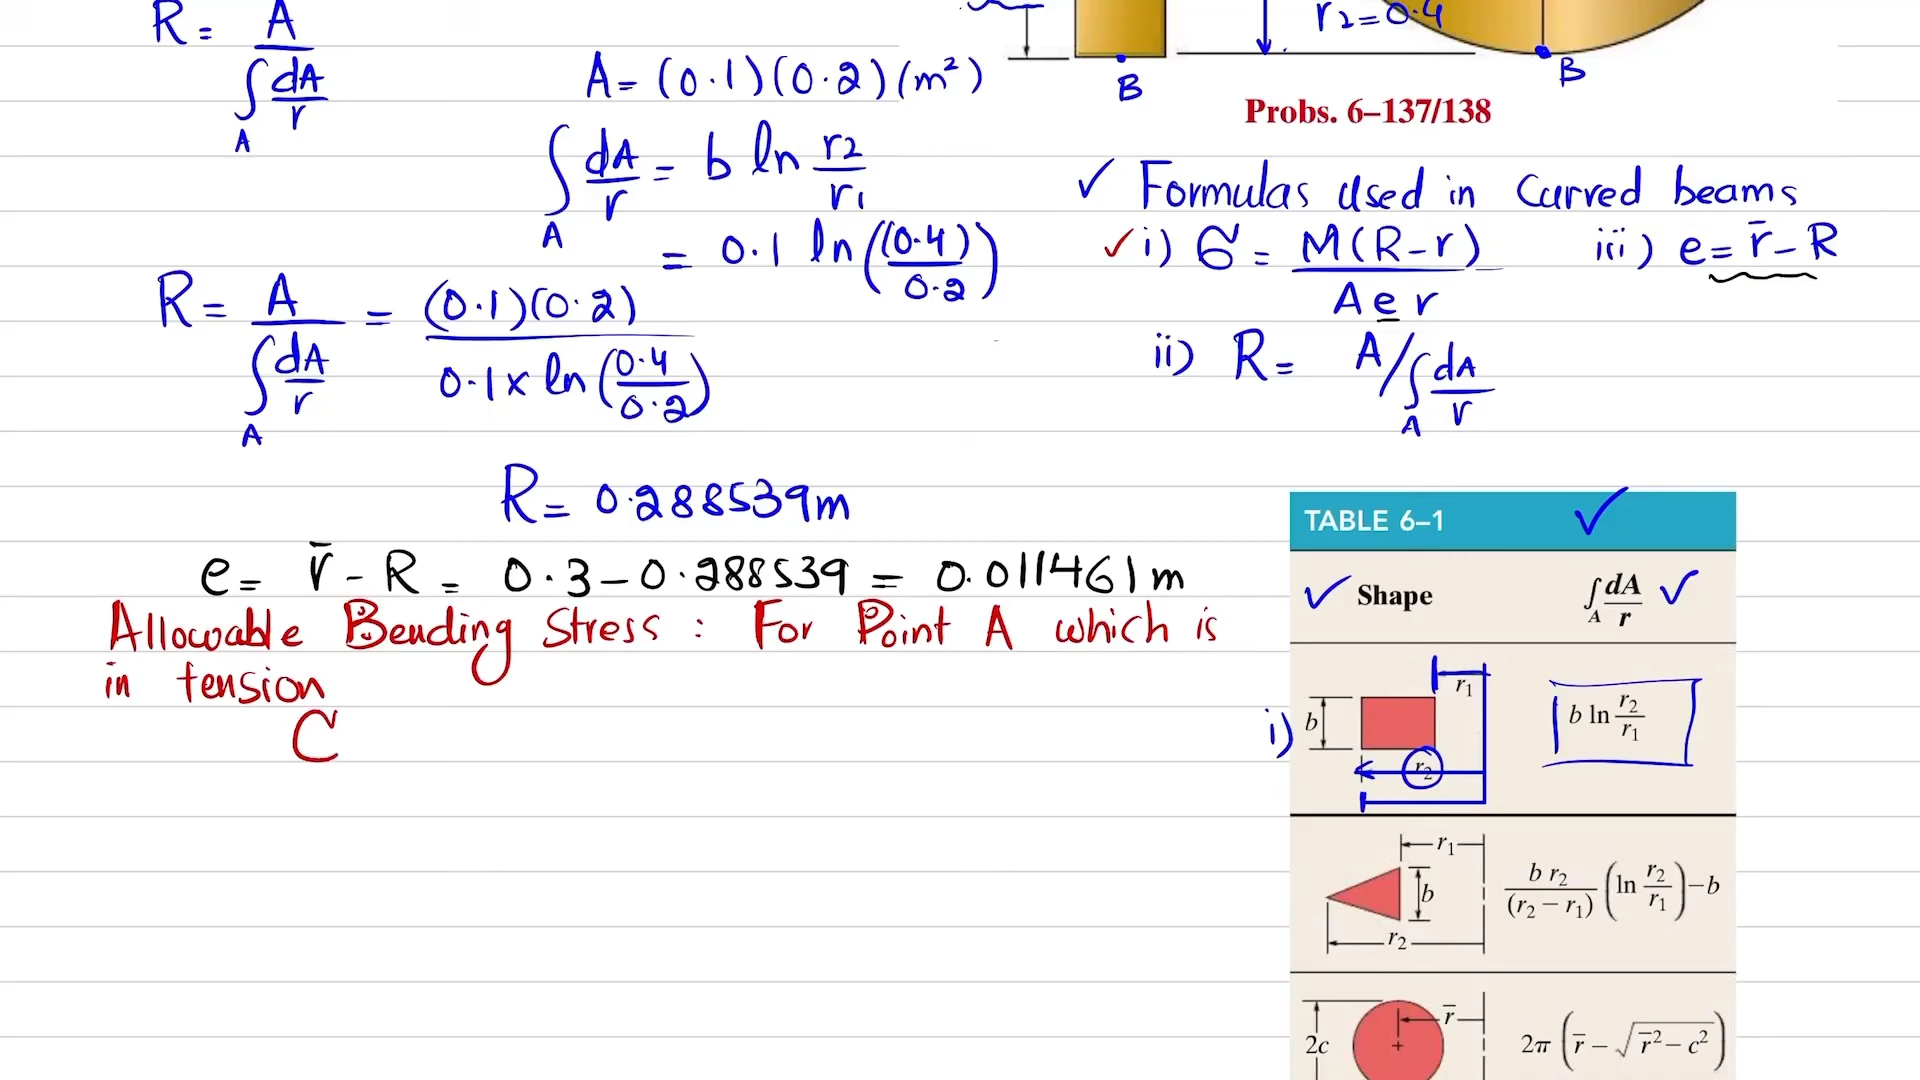 R = A / ∫_A dA/r
A = (0.1)(0.2)(m²)
∫_A dA/r = b ln r2/r1
= 0.1 ln((0.4)/0.2)
R = A / ∫_A dA/r = (0.1)(0.2) / 0.1 x ln(0.4/0.2)
R = 0.288539m
e = r̄ - R = 0.3 - 0.288539 = 0.011461 m
Allowable Bending Stress : For Point A which is
in tension
C
r2=0.4
B
B
Probs. 6–137/138
✓ Formulas Used in Curved beams
✓ i) σ = M(R-r) / A e r
iii) e = r̄ - R
ii) R = A/∫_A dA/r
TABLE 6–1 ✓
✓ Shape ∫_A dA/r ✓
i) b r1 r2 b ln r2/r1
r1 b r2 b r2/(r2 − r1) (ln r2/r1) − b
2c r̄ 2π (r̄ − √r̄² − c²)